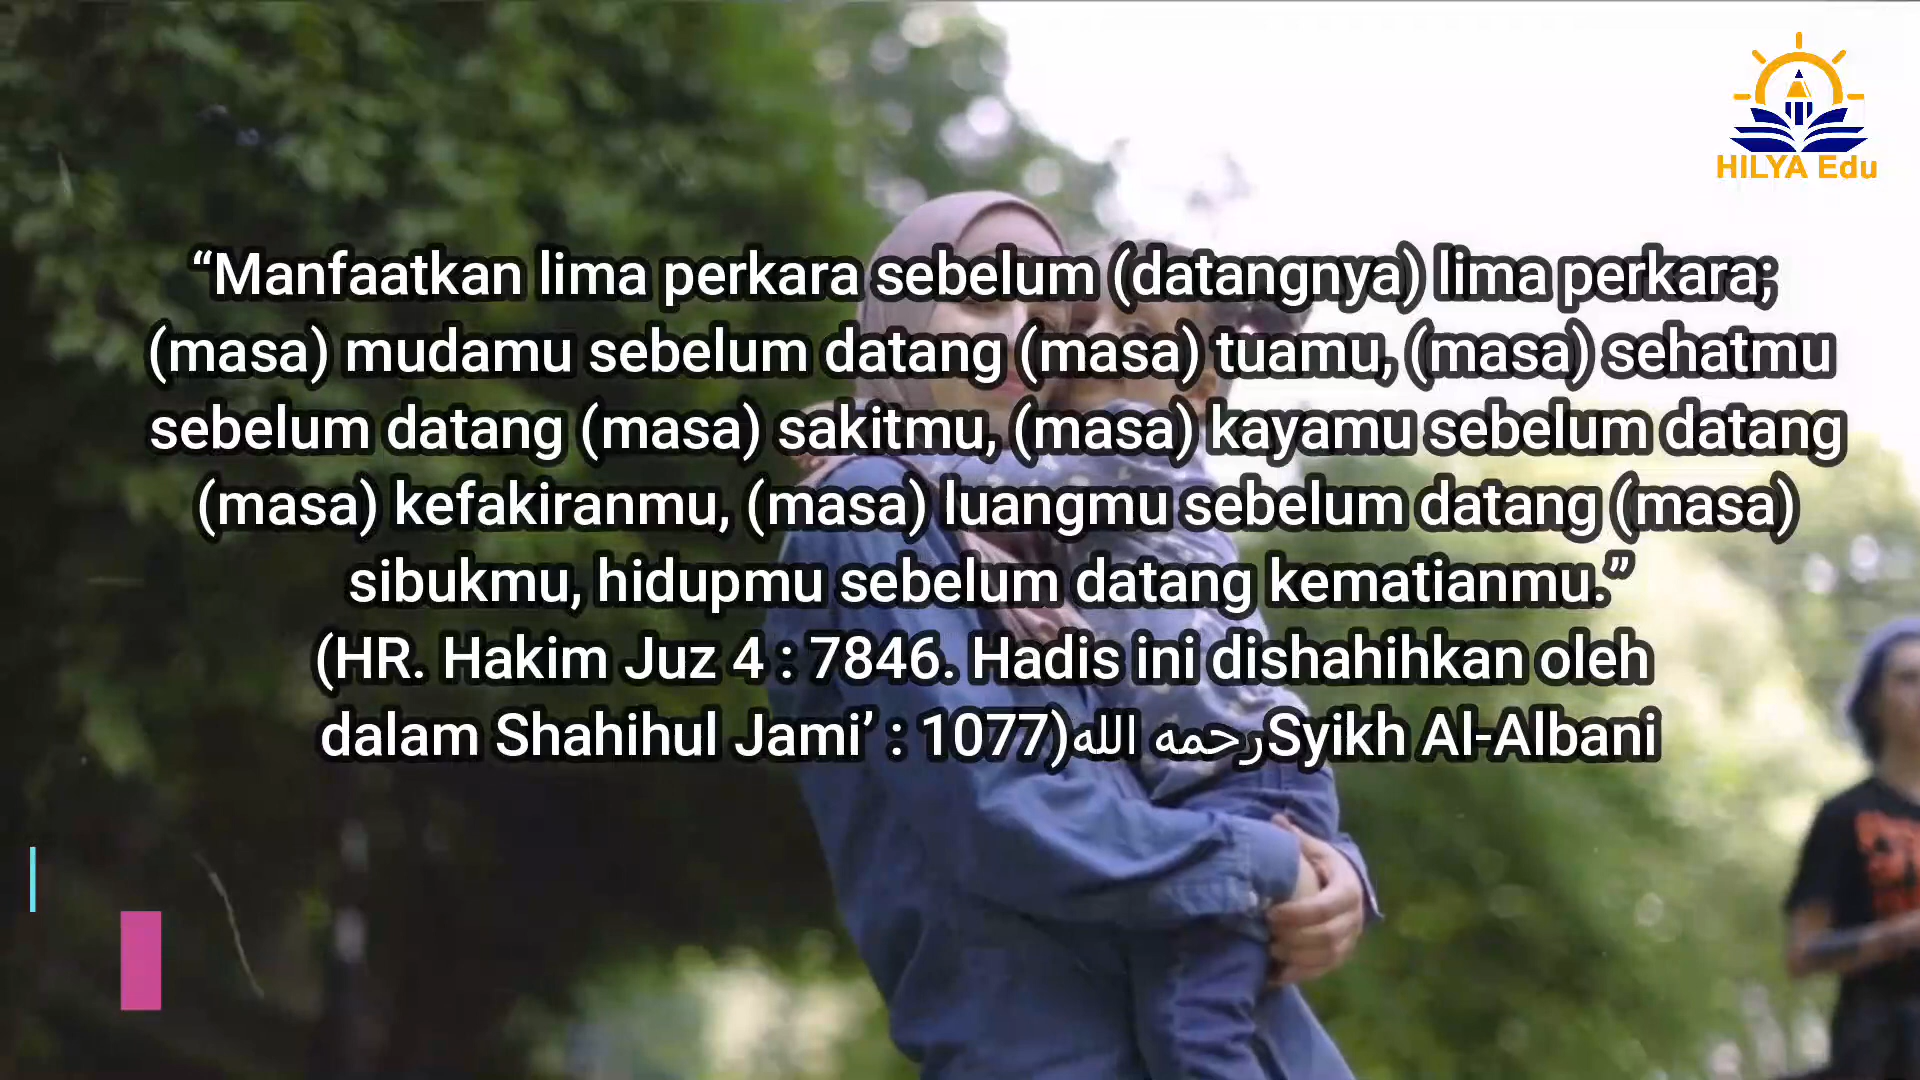 HILYA Edu
“Manfaatkan lima perkara sebelum (datangnya) lima perkara;
(masa) mudamu sebelum datang (masa) tuamu, (masa) sehatmu
sebelum datang (masa) sakitmu, (masa) kayamu sebelum datang
(masa) kefakiranmu, (masa) luangmu sebelum datang (masa)
sibukmu, hidupmu sebelum datang kematianmu.”
(HR. Hakim Juz 4 : 7846. Hadis ini dishahihkan oleh
dalam Shahihul Jami’ : 1077)رحمه الله Syikh Al-Albani